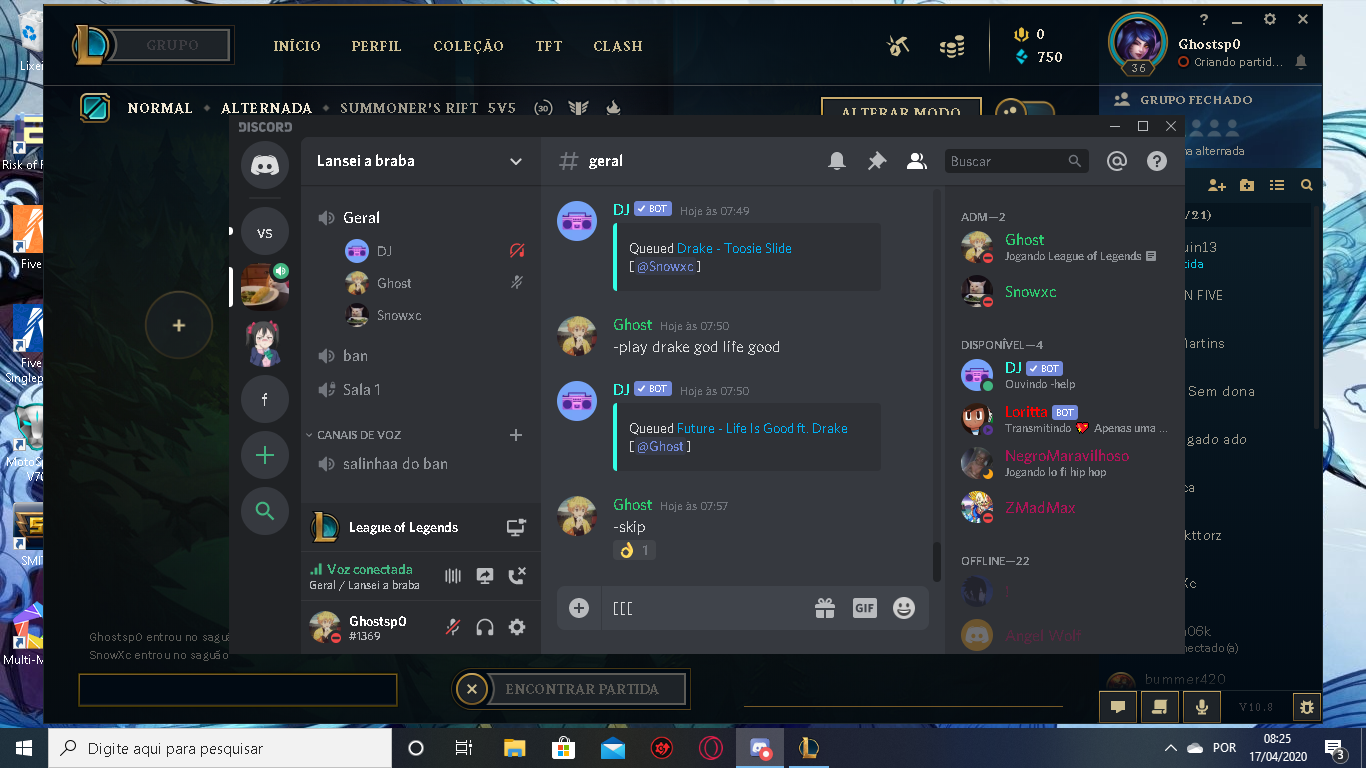 Lixei
GRUPO
INÍCIO
PERFIL
COLEÇÃO
TFT
CLASH
0
750
36
?
Ghostsp0
Criando partid...
NORMAL
ALTERNADA
SUMMONER'S RIFT 5V5
(30)
ALTERAR MODO
GRUPO FECHADO
a alternada
/21)
uin13
tida
N FIVE
Martins
Sem dona
gado ado
ca
kttorz
Xc
n06k
nectado(a)
bummer420
V10.8
Risk of R
Five
Five
Singlep
MotoS
V70
SMIT
Multi-M
DISCORD
Lansei a braba
VS
f
Geral
DJ
Ghost
Snowxc
ban
Sala 1
CANAIS DE VOZ
salinhaa do ban
League of Legends
Voz conectada
Geral / Lansei a braba
Ghostsp0
#1369
# geral
Buscar
DJ BOT Hoje às 07:49
Queued Drake - Toosie Slide
[ @Snowxc ]
Ghost Hoje às 07:50
-play drake god life good
DJ BOT Hoje às 07:50
Queued Future - Life Is Good ft. Drake
[ @Ghost ]
Ghost Hoje às 07:57
-skip
1
[[[
GIF
ADM—2
Ghost
Jogando League of Legends
Snowxc
DISPONÍVEL—4
DJ BOT
Ouvindo -help
Loritta BOT
Transmitindo Apenas uma ...
NegroMaravilhoso
Jogando lo fi hip hop
ZMadMax
OFFLINE—22
Angel Woff
Ghostsp0 entrou no sagu
SnowXc entrou no saguão
ENCONTRAR PARTIDA
Digite aqui para pesquisar
POR
08:25
17/04/2020
3